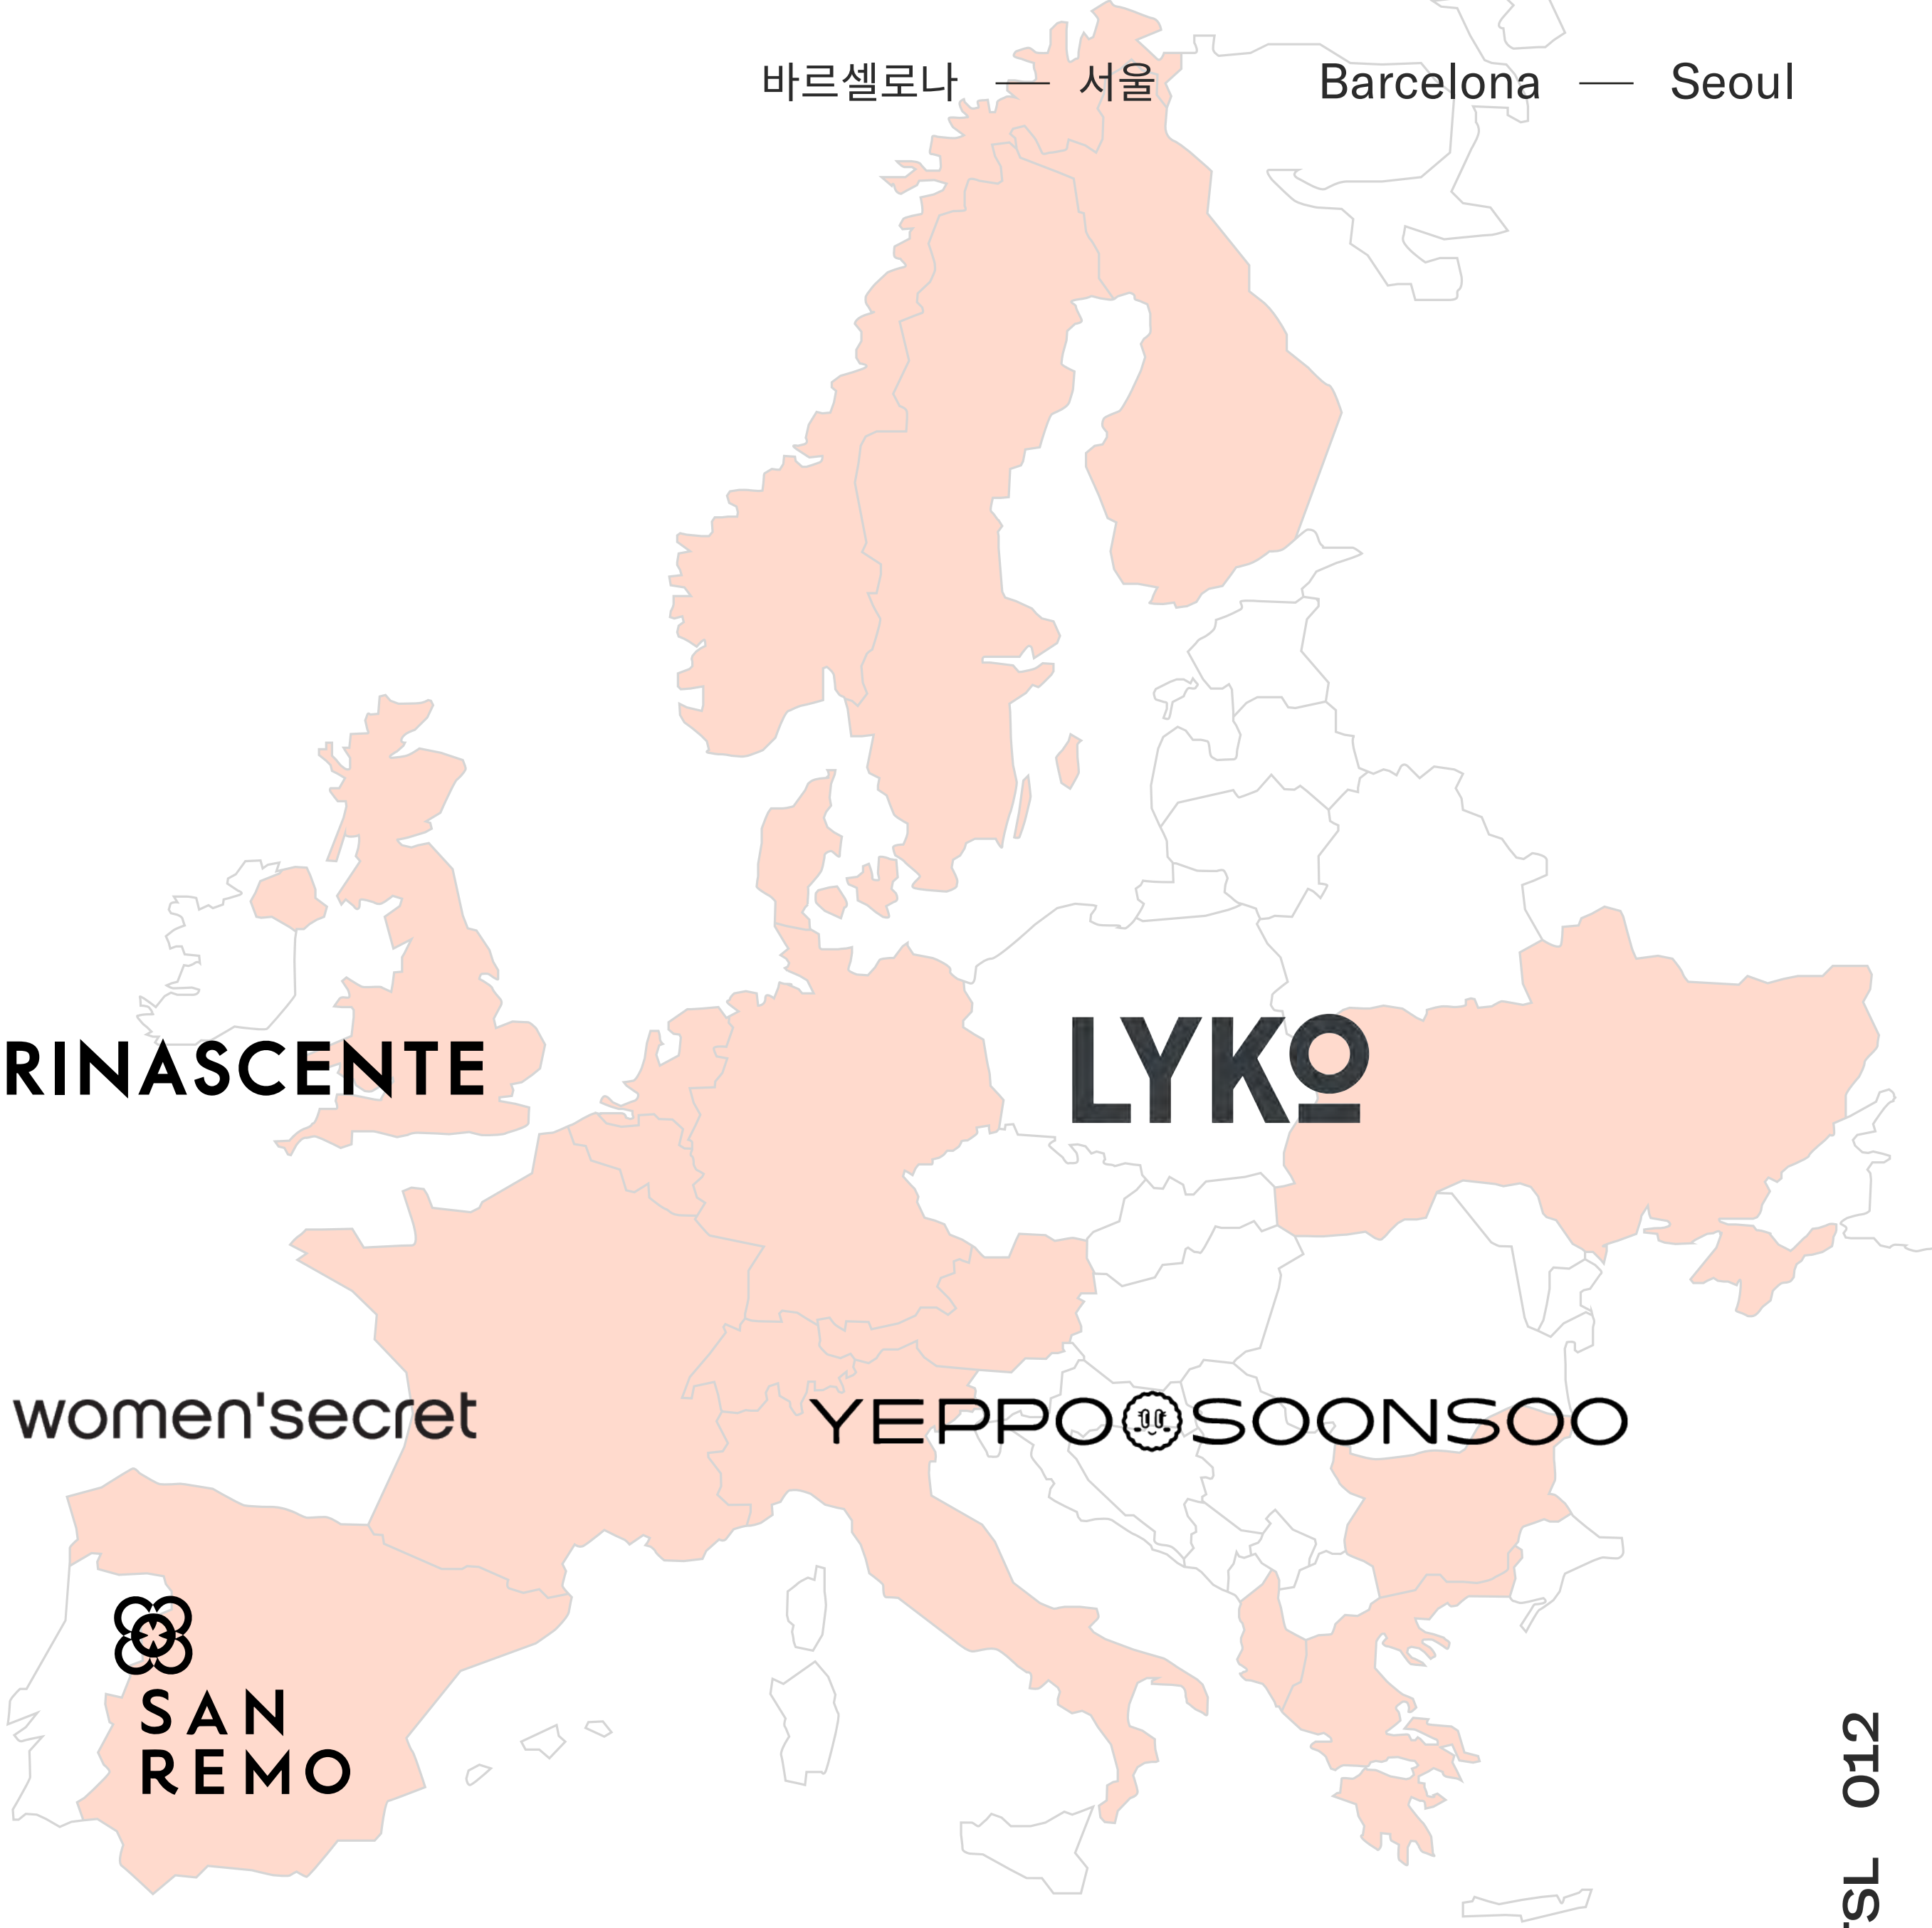 바르셀로나 — 서울
Barcelona — Seoul
RINASCENTE
LYKO
women'secret
YEPPO SOONSOO
SAN
REMO
SL 012